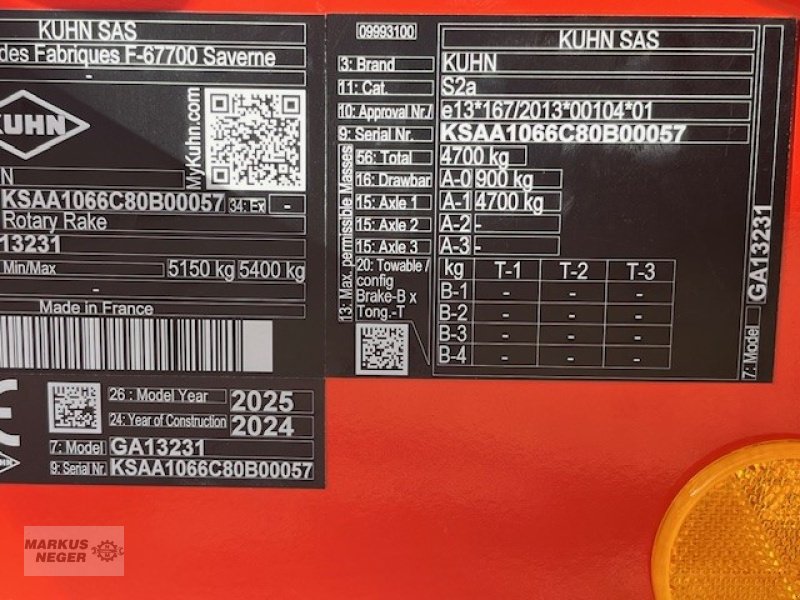 KUHN SAS
des Fabriques F-67700 Saverne
-
KUHN
MyKuhn.com
KSAA1066C80B00057 34: Ex -
Rotary Rake
13231
Min/Max 5150 kg 5400 kg
-
Made in France
26 : Model Year 2025
24: Year of Construction 2024
7: Model GA13231
9: Serial Nr. KSAA1066C80B00057
09993100 KUHN SAS
3: Brand KUHN
11: Cat. S2a
10: Approval Nr./ e13*167/2013*00104*01
9: Serial Nr. KSAA1066C80B00057
13: Max. permissible Masses
56: Total 4700 kg
16: Drawbar A-0 900 kg
15: Axle 1 A-1 4700 kg
15: Axle 2 A-2 -
15: Axle 3 A-3 -
20: Towable / config Brake-B x Tong.-T
kg T-1 T-2 T-3
B-1 - - -
B-2 - - -
B-3 - - -
B-4 - - -
7: Model GA13231
MARKUS
NEGER